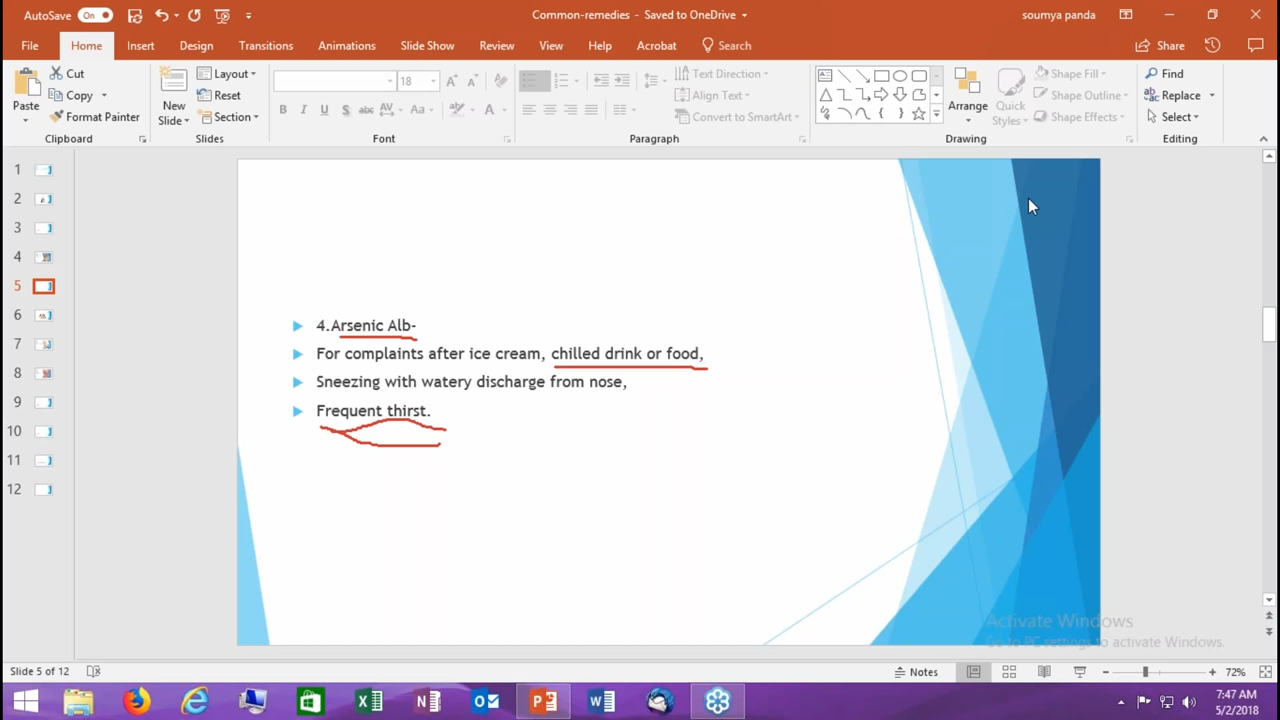 AutoSave On Common-remedies - Saved to OneDrive soumya panda
File Home Insert Design Transitions Animations Slide Show Review View Help Acrobat Search Share
Cut Layout 18 Text Direction Shape Fill Find
Paste Copy New Slide Reset Align Text Arrange Quick Styles Shape Outline Replace
Format Painter Section B I U S abc AV Aa A Convert to SmartArt Shape Effects Select
Clipboard Slides Font Paragraph Drawing Editing
1
2
3
4
5
6
7
8
9
10
11
12
4.Arsenic Alb-
For complaints after ice cream, chilled drink or food,
Sneezing with watery discharge from nose,
Frequent thirst.
Activate Windows
Go to PC settings to activate Windows.
Slide 5 of 12 Notes 72%
7:47 AM
5/2/2018